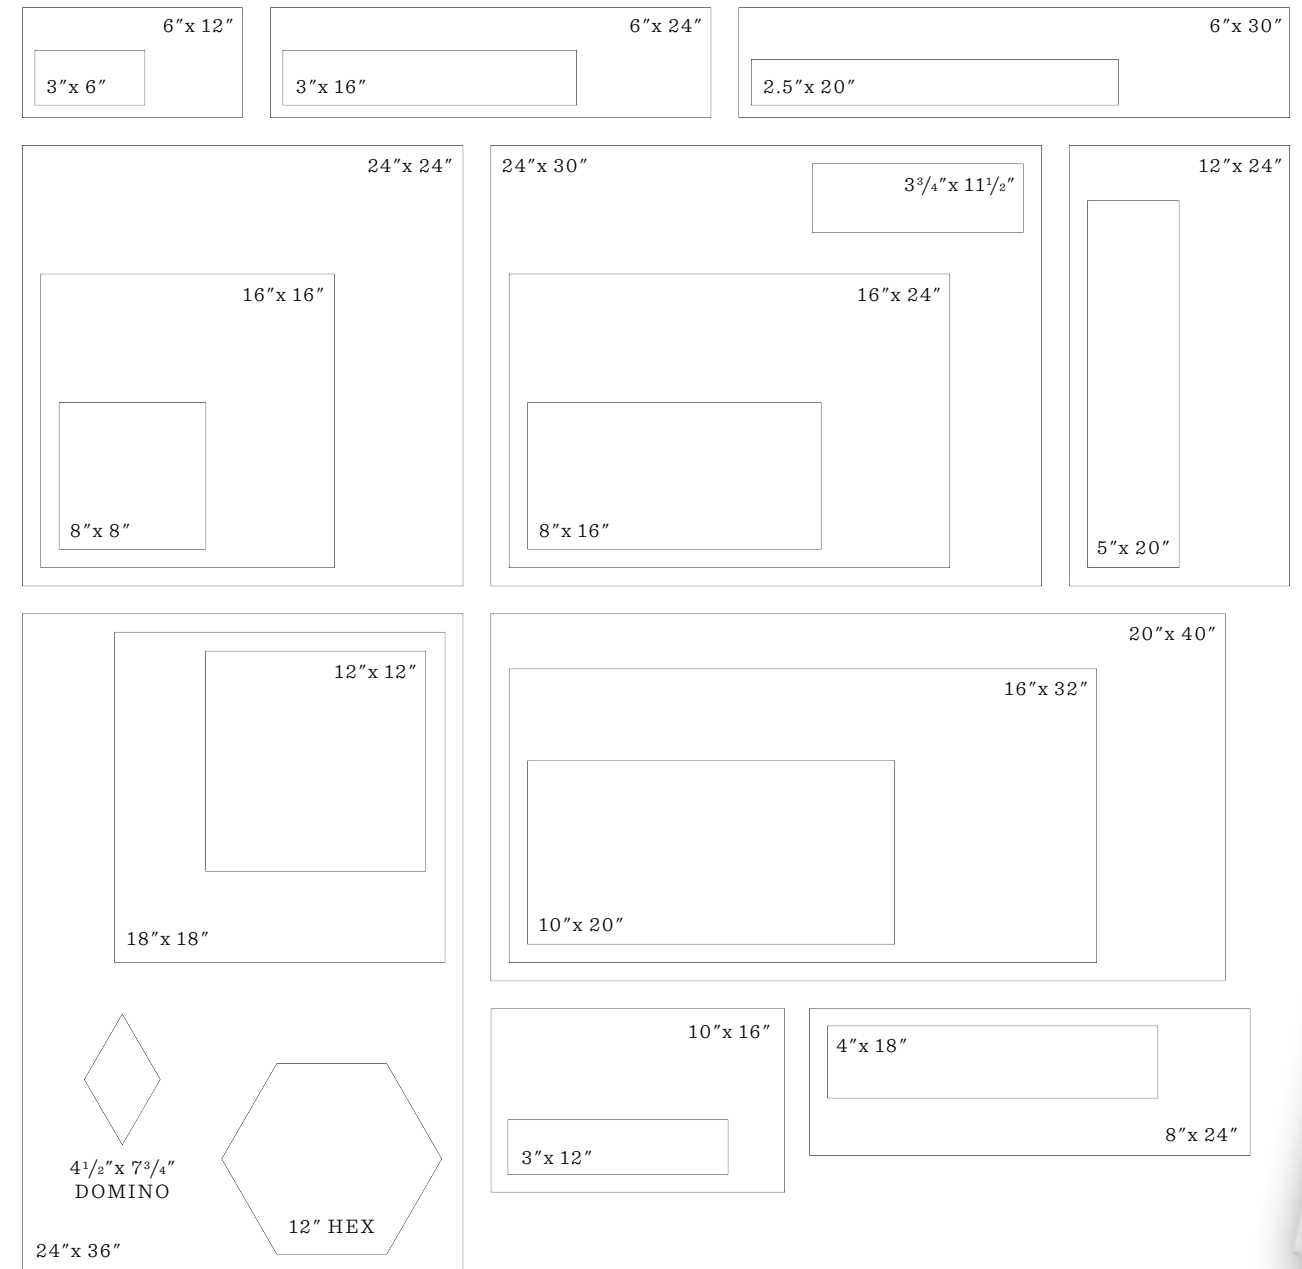 6″x 12″
3″x 6″
6″x 24″
3″x 16″
6″x 30″
2.5″x 20″
24″x 24″
16″x 16″
8″x 8″
24″x 30″
3³/₄″x 11¹/₂″
16″x 24″
8″x 16″
12″x 24″
5″x 20″
12″x 12″
18″x 18″
4¹/₂″x 7³/₄″
DOMINO
12″ HEX
24″x 36″
20″x 40″
16″x 32″
10″x 20″
10″x 16″
3″x 12″
4″x 18″
8″x 24″